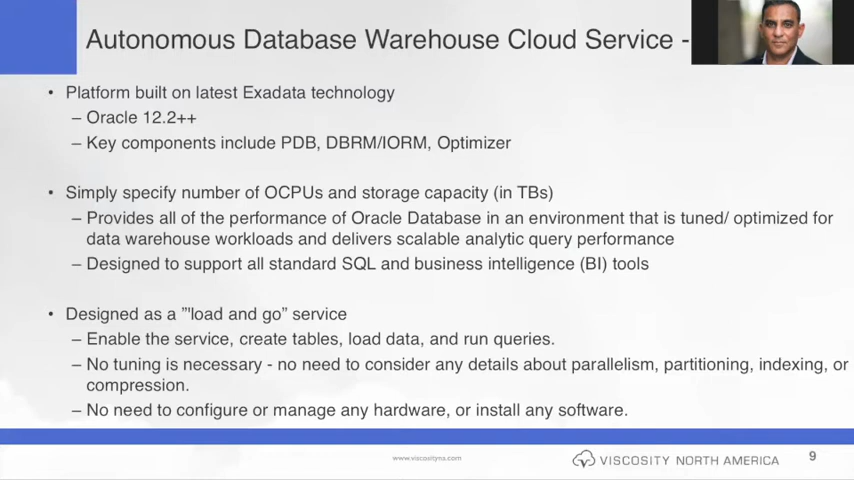 Autonomous Database Warehouse Cloud Service -
• Platform built on latest Exadata technology
– Oracle 12.2++
– Key components include PDB, DBRM/IORM, Optimizer
• Simply specify number of OCPUs and storage capacity (in TBs)
– Provides all of the performance of Oracle Database in an environment that is tuned/ optimized for
data warehouse workloads and delivers scalable analytic query performance
– Designed to support all standard SQL and business intelligence (BI) tools
• Designed as a ”"load and go” service
– Enable the service, create tables, load data, and run queries.
– No tuning is necessary - no need to consider any details about parallelism, partitioning, indexing, or
compression.
– No need to configure or manage any hardware, or install any software.
www.viscosityna.com
VISCOSITY NORTH AMERICA
9